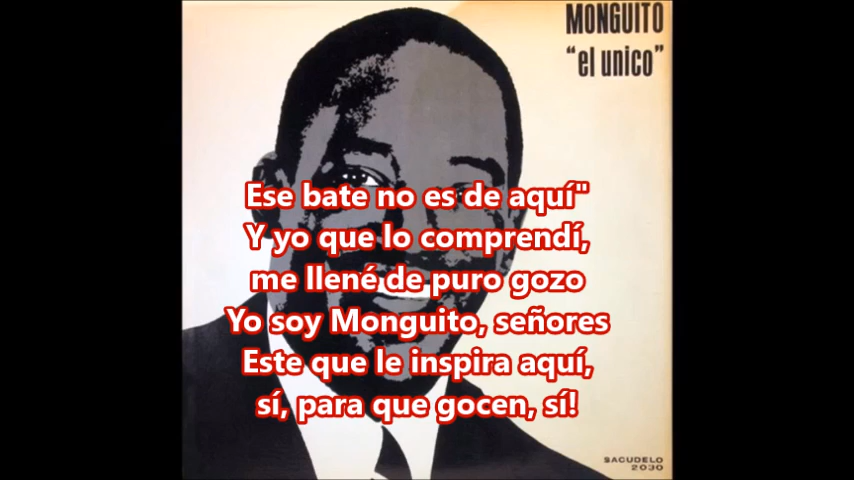 MONGUITO
"el unico"
Ese bate no es de aquí"
Y yo que lo comprendí,
me llené de puro gozo
Yo soy Monguito, señores
Este que le inspira aquí,
sí, para que gocen, sí!
SACUDELO
2030